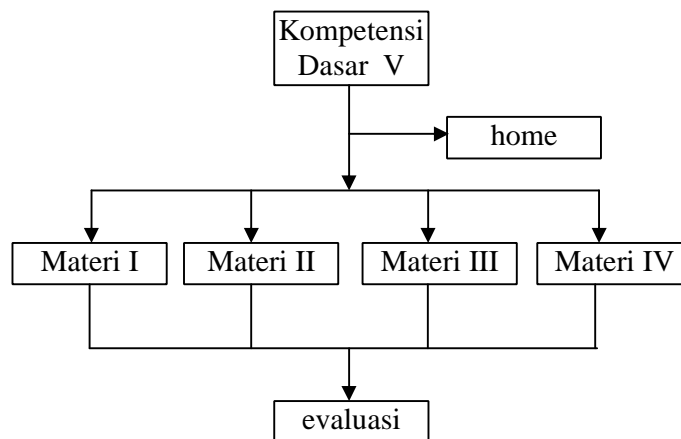 Kompetensi
Dasar V
home
Materi I
Materi II
Materi III
Materi IV
evaluasi